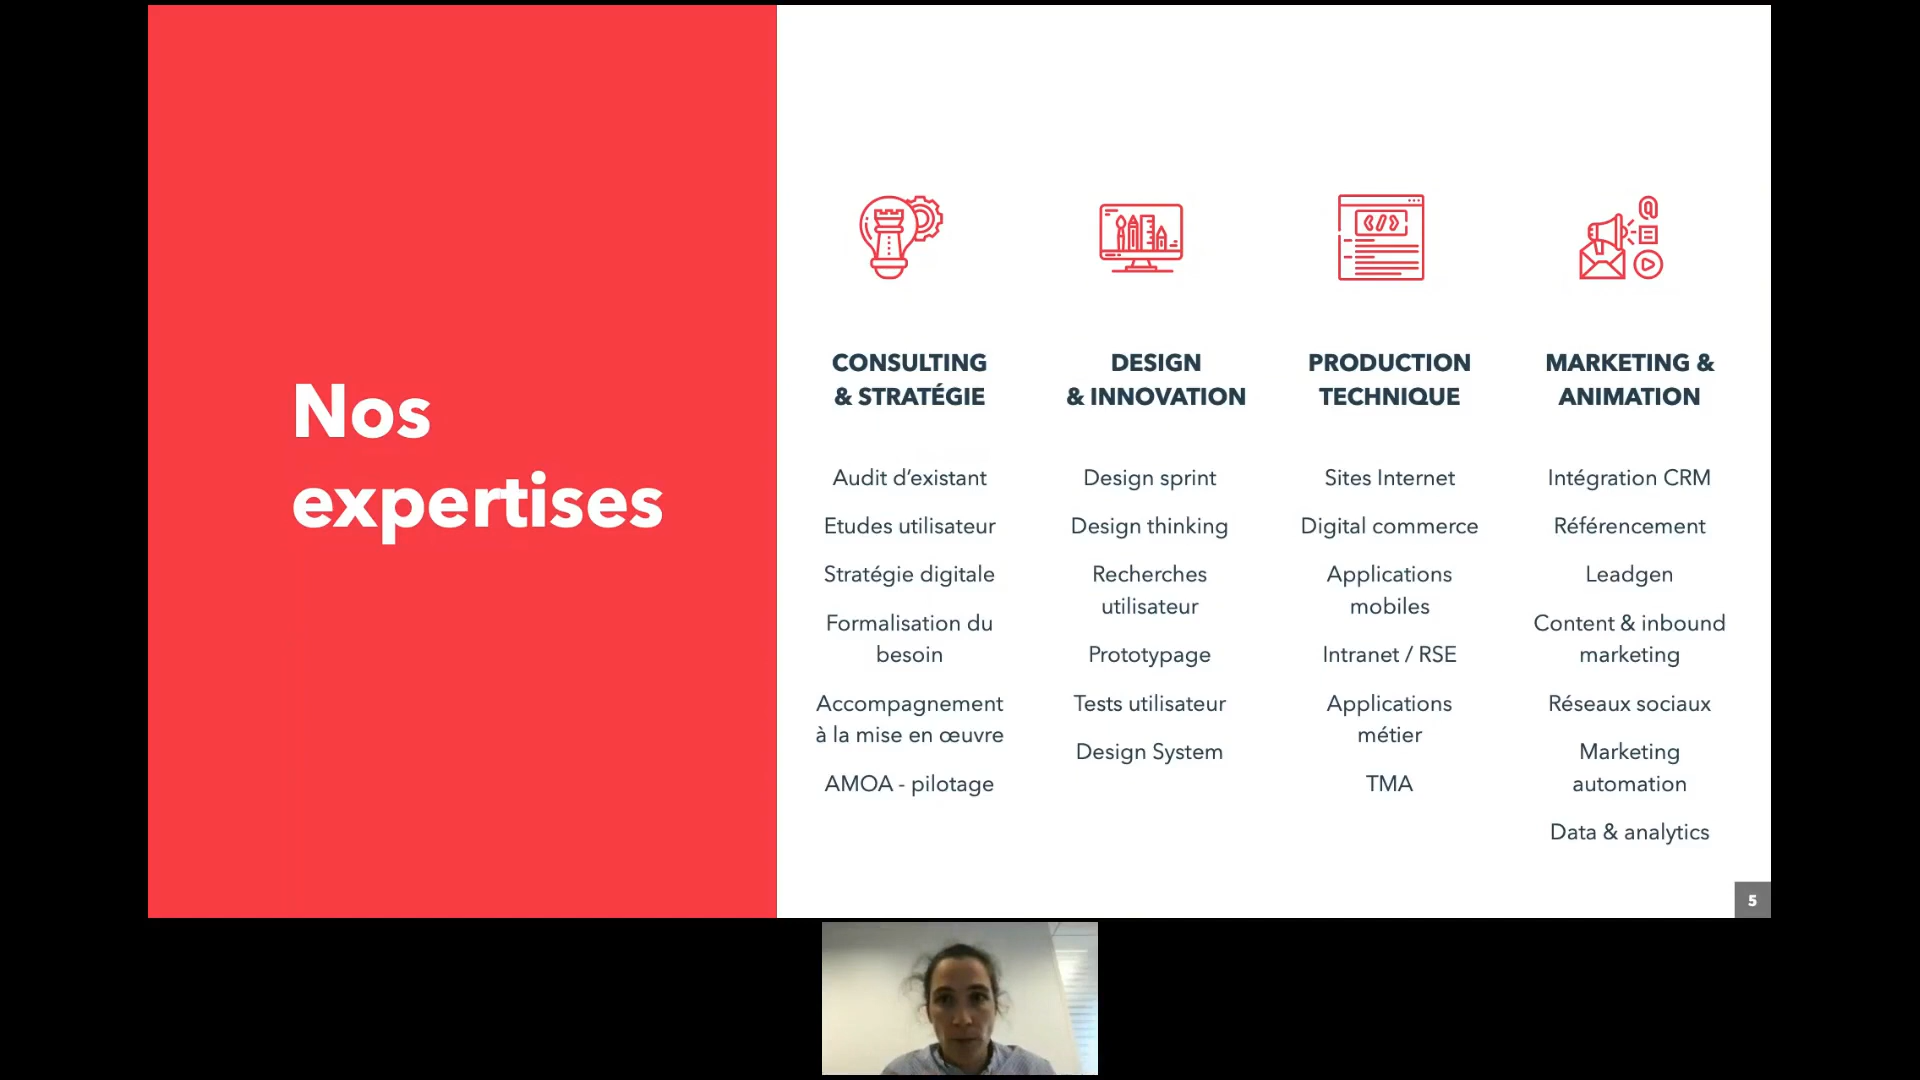 Nos
expertises
CONSULTING
& STRATÉGIE
Audit d’existant
Etudes utilisateur
Stratégie digitale
Formalisation du
besoin
Accompagnement
à la mise en œuvre
AMOA - pilotage
DESIGN
& INNOVATION
Design sprint
Design thinking
Recherches
utilisateur
Prototypage
Tests utilisateur
Design System
</>
PRODUCTION
TECHNIQUE
Sites Internet
Digital commerce
Applications
mobiles
Intranet / RSE
Applications
métier
TMA
@
MARKETING &
ANIMATION
Intégration CRM
Référencement
Leadgen
Content & inbound
marketing
Réseaux sociaux
Marketing
automation
Data & analytics
5